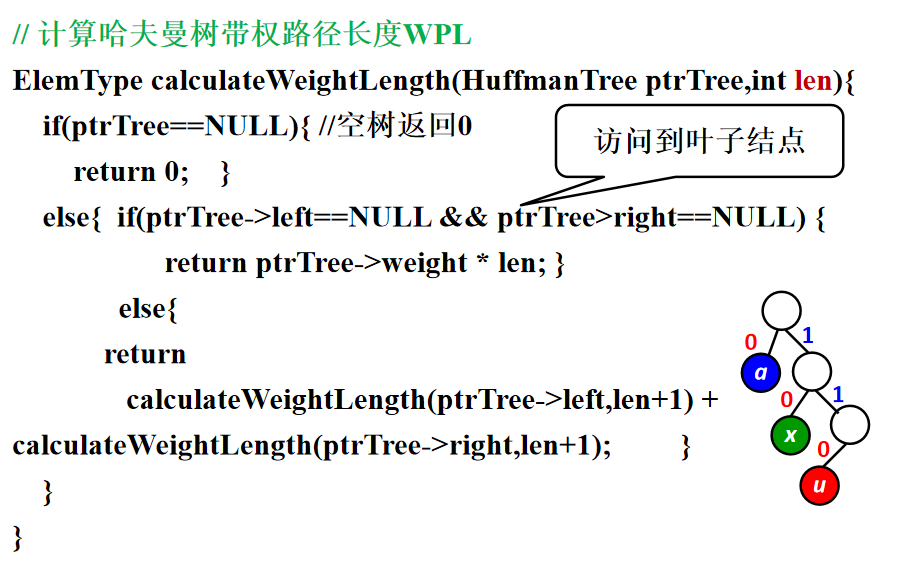 // 计算哈夫曼树带权路径长度WPL
ElemType calculateWeightLength(HuffmanTree ptrTree,int len){
if(ptrTree==NULL){ //空树返回0
访问到叶子结点
return 0; }
else{ if(ptrTree->left==NULL && ptrTree>right==NULL) {
return ptrTree->weight * len; }
else{
return
calculateWeightLength(ptrTree->left,len+1) +
calculateWeightLength(ptrTree->right,len+1); }
}
}
0 1
a
0 1
x
0
u